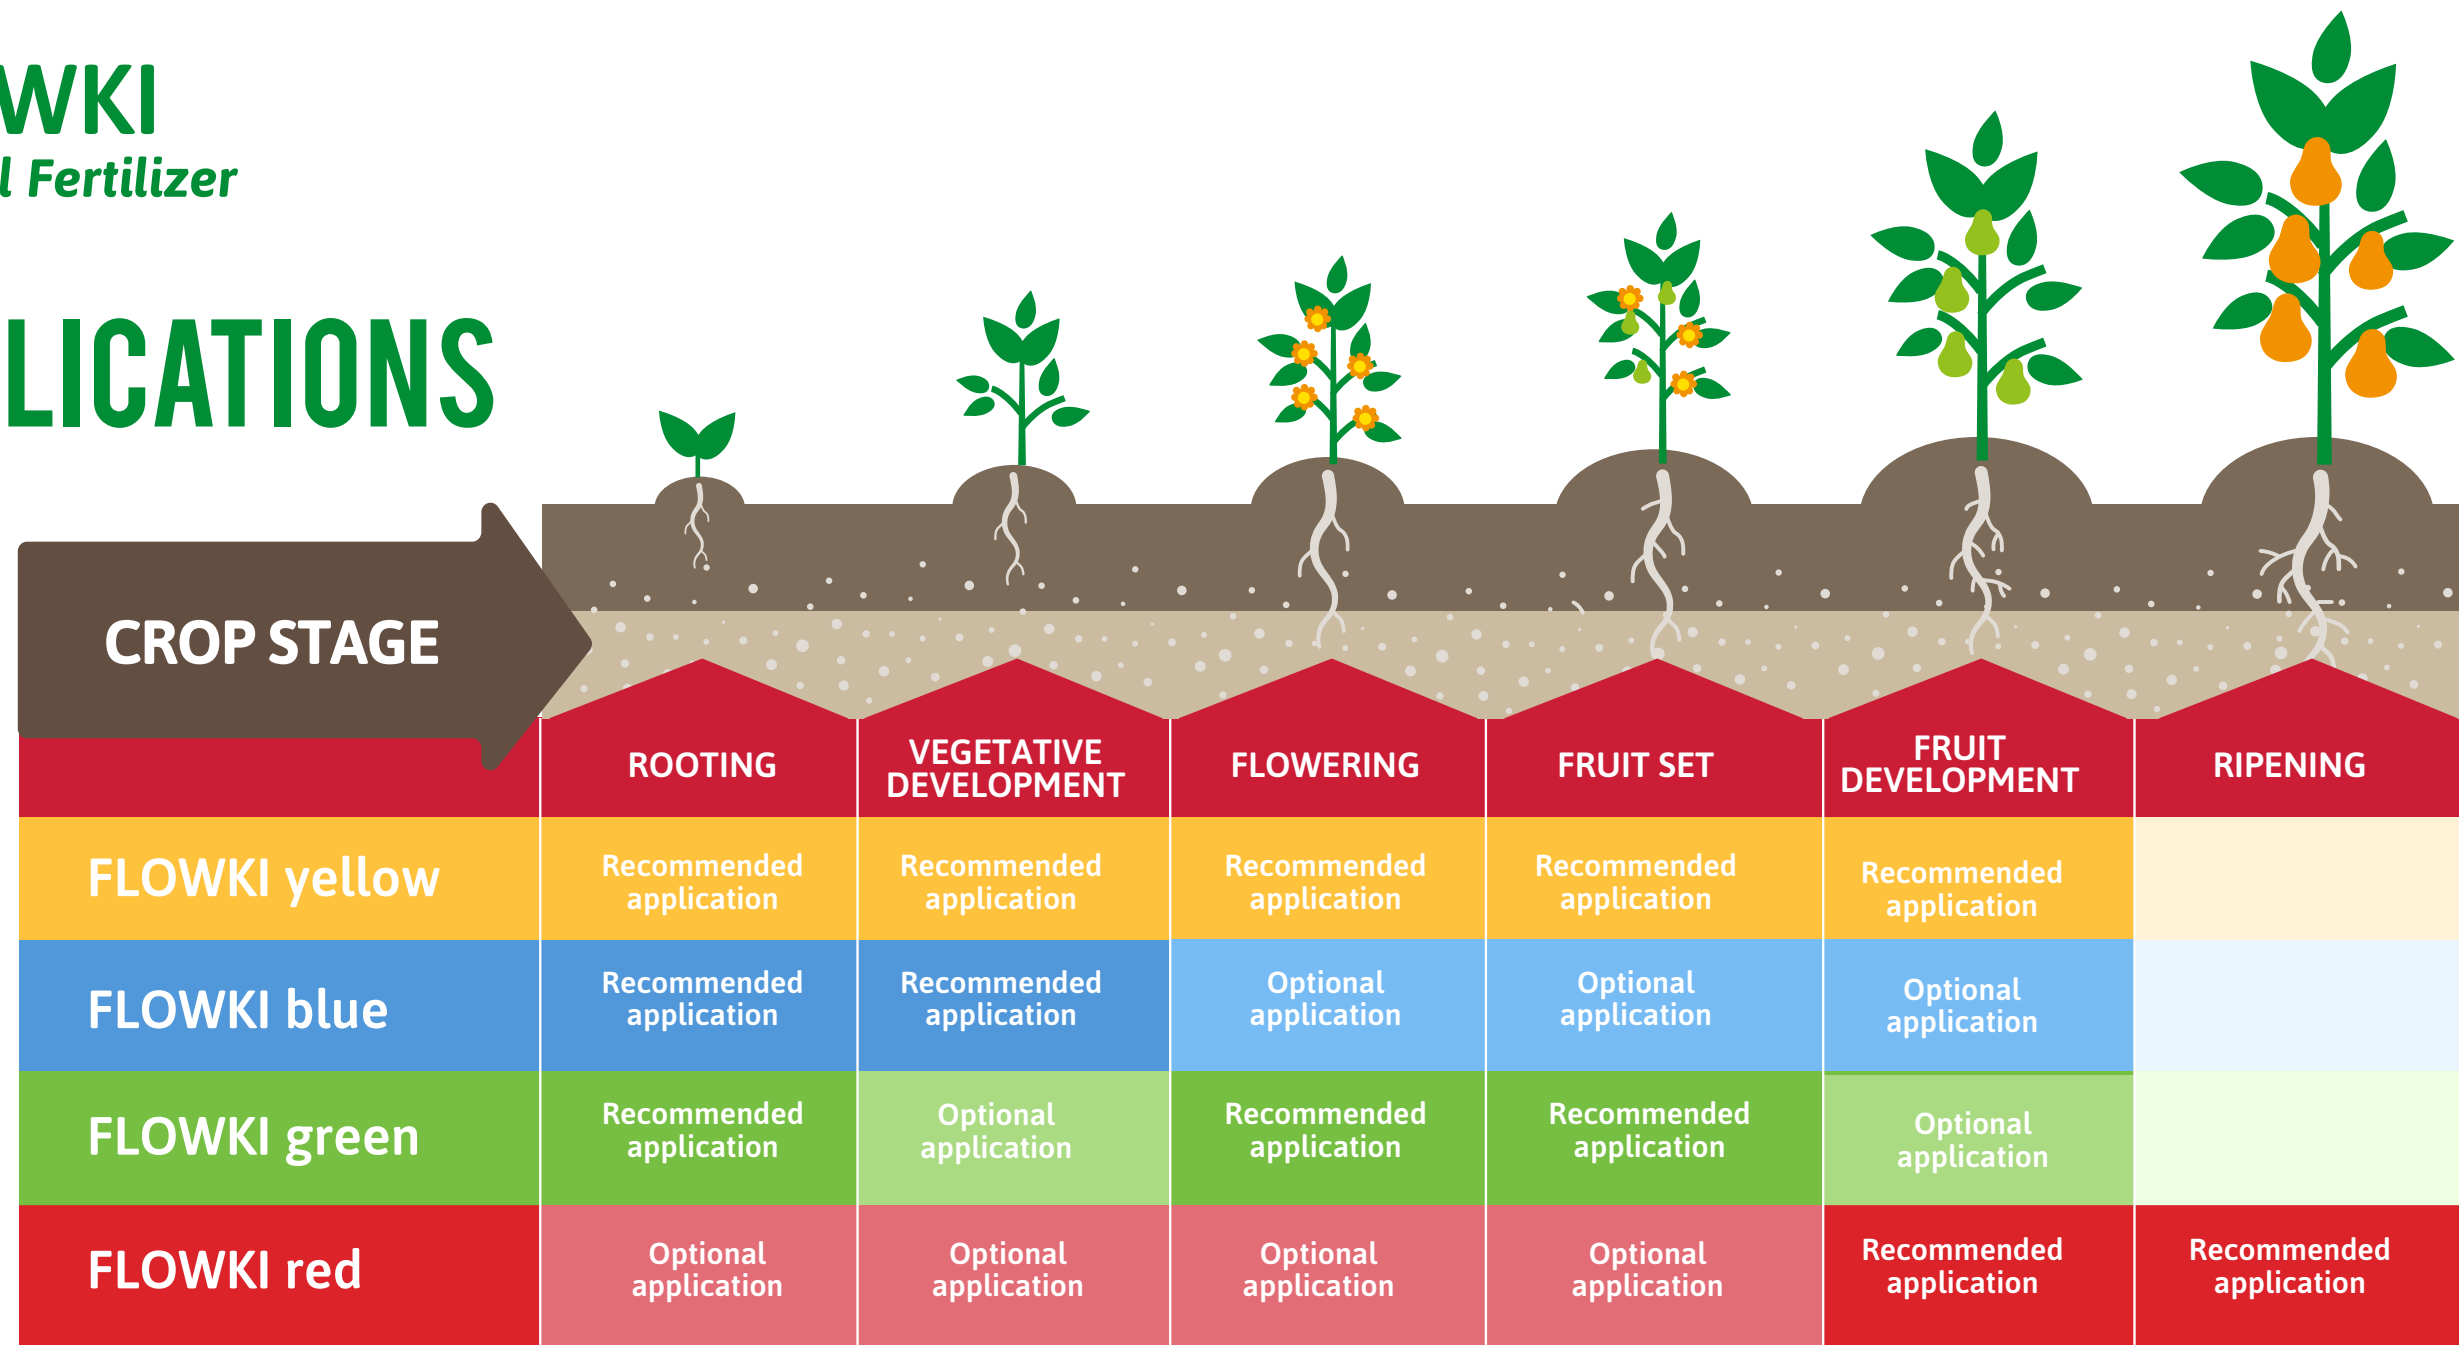 WKI
l Fertilizer
LICATIONS
CROP STAGE
ROOTING
VEGETATIVE
DEVELOPMENT
FLOWERING
FRUIT SET
FRUIT
DEVELOPMENT
RIPENING
FLOWKI yellow
Recommended
application
Recommended
application
Recommended
application
Recommended
application
Recommended
application
FLOWKI blue
Recommended
application
Recommended
application
Optional
application
Optional
application
Optional
application
FLOWKI green
Recommended
application
Optional
application
Recommended
application
Recommended
application
Optional
application
FLOWKI red
Optional
application
Optional
application
Optional
application
Optional
application
Recommended
application
Recommended
application